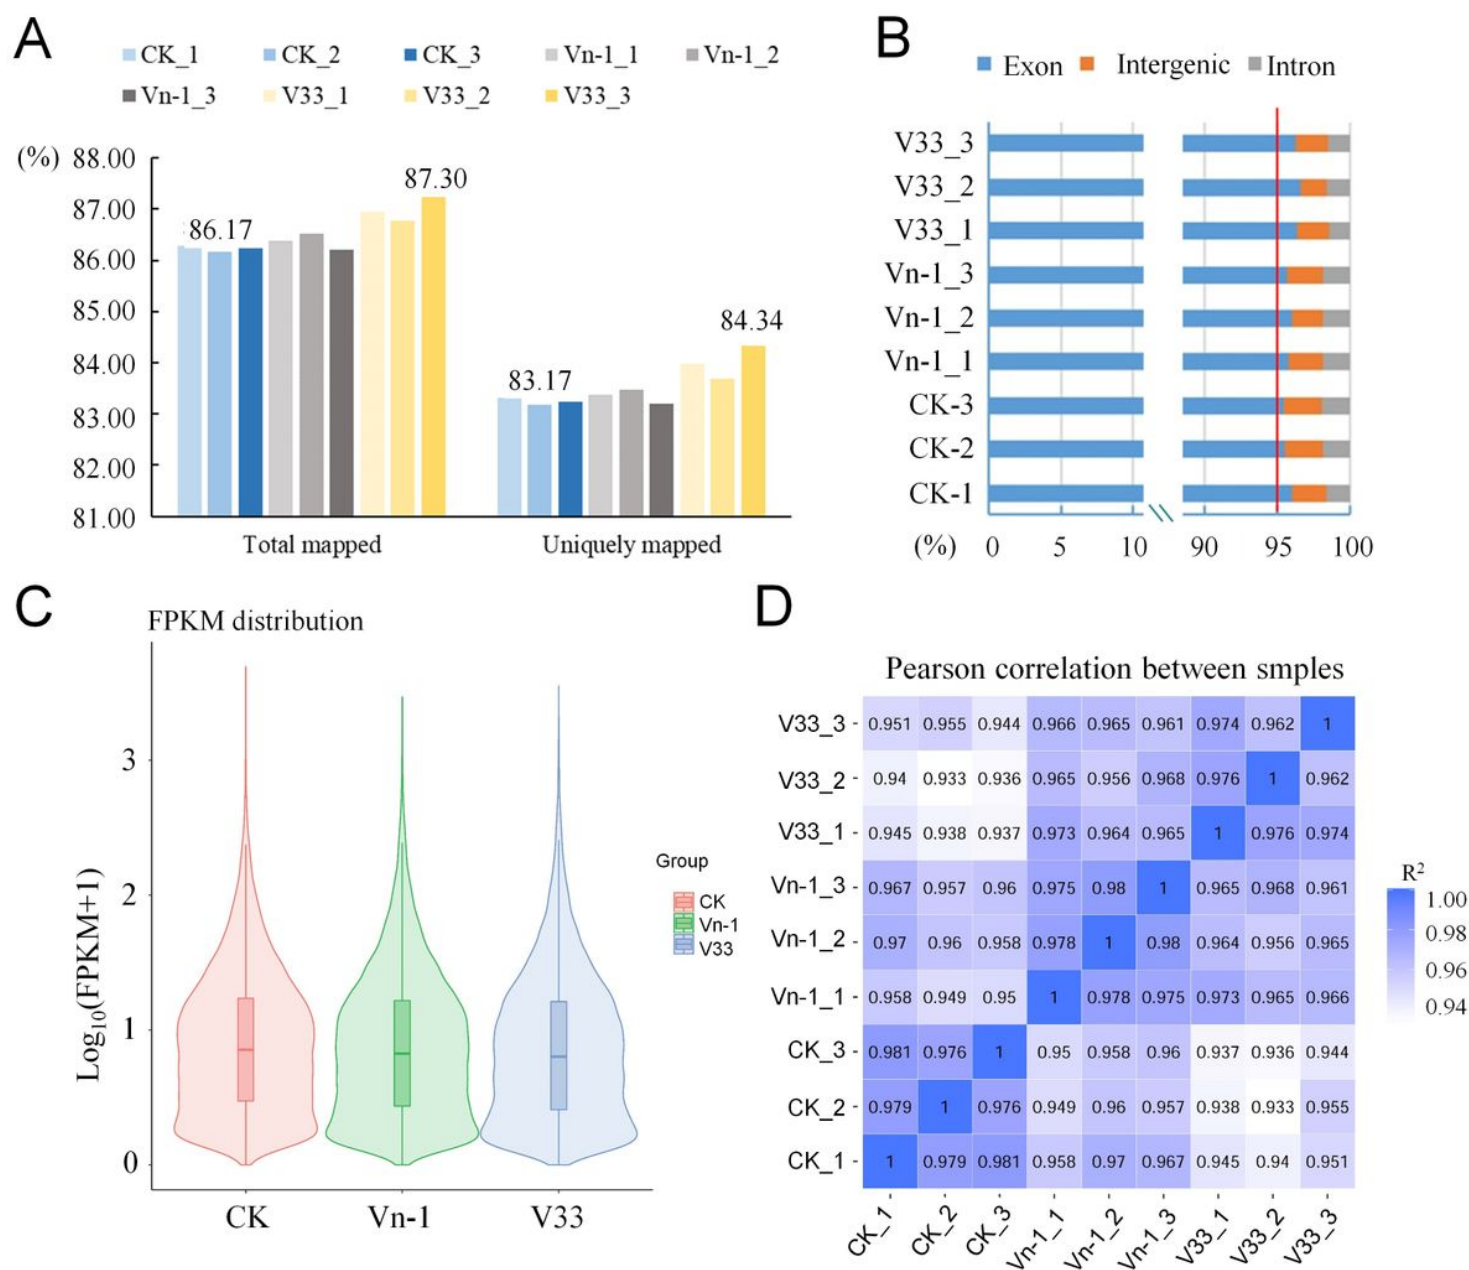 A
CK_1 CK_2 CK_3 Vn-1_1 Vn-1_2
Vn-1_3 V33_1 V33_2 V33_3
(%) 88.00
87.00
86.00
85.00
84.00
83.00
82.00
81.00
86.17
87.30
83.17
84.34
Total mapped Uniquely mapped
B
Exon Intergenic Intron
V33_3
V33_2
V33_1
Vn-1_3
Vn-1_2
Vn-1_1
CK-3
CK-2
CK-1
(%) 0 5 10 90 95 100
C
FPKM distribution
Log10(FPKM+1)
3
2
1
0
CK Vn-1 V33
Group
CK
Vn-1
V33
D
Pearson correlation between smples
V33_3 0.951 0.955 0.944 0.966 0.965 0.961 0.974 0.962 1
V33_2 0.94 0.933 0.936 0.965 0.956 0.968 0.976 1 0.962
V33_1 0.945 0.938 0.937 0.973 0.964 0.965 1 0.976 0.974
Vn-1_3 0.967 0.957 0.96 0.975 0.98 1 0.965 0.968 0.961
Vn-1_2 0.97 0.96 0.958 0.978 1 0.98 0.964 0.956 0.965
Vn-1_1 0.958 0.949 0.95 1 0.978 0.975 0.973 0.965 0.966
CK_3 0.981 0.976 1 0.95 0.958 0.96 0.937 0.936 0.944
CK_2 0.979 1 0.976 0.949 0.96 0.957 0.938 0.933 0.955
CK_1 1 0.979 0.981 0.958 0.97 0.967 0.945 0.94 0.951
CK_1 CK_2 CK_3 Vn-1_1 Vn-1_2 Vn-1_3 V33_1 V33_2 V33_3
R²
1.00
0.98
0.96
0.94